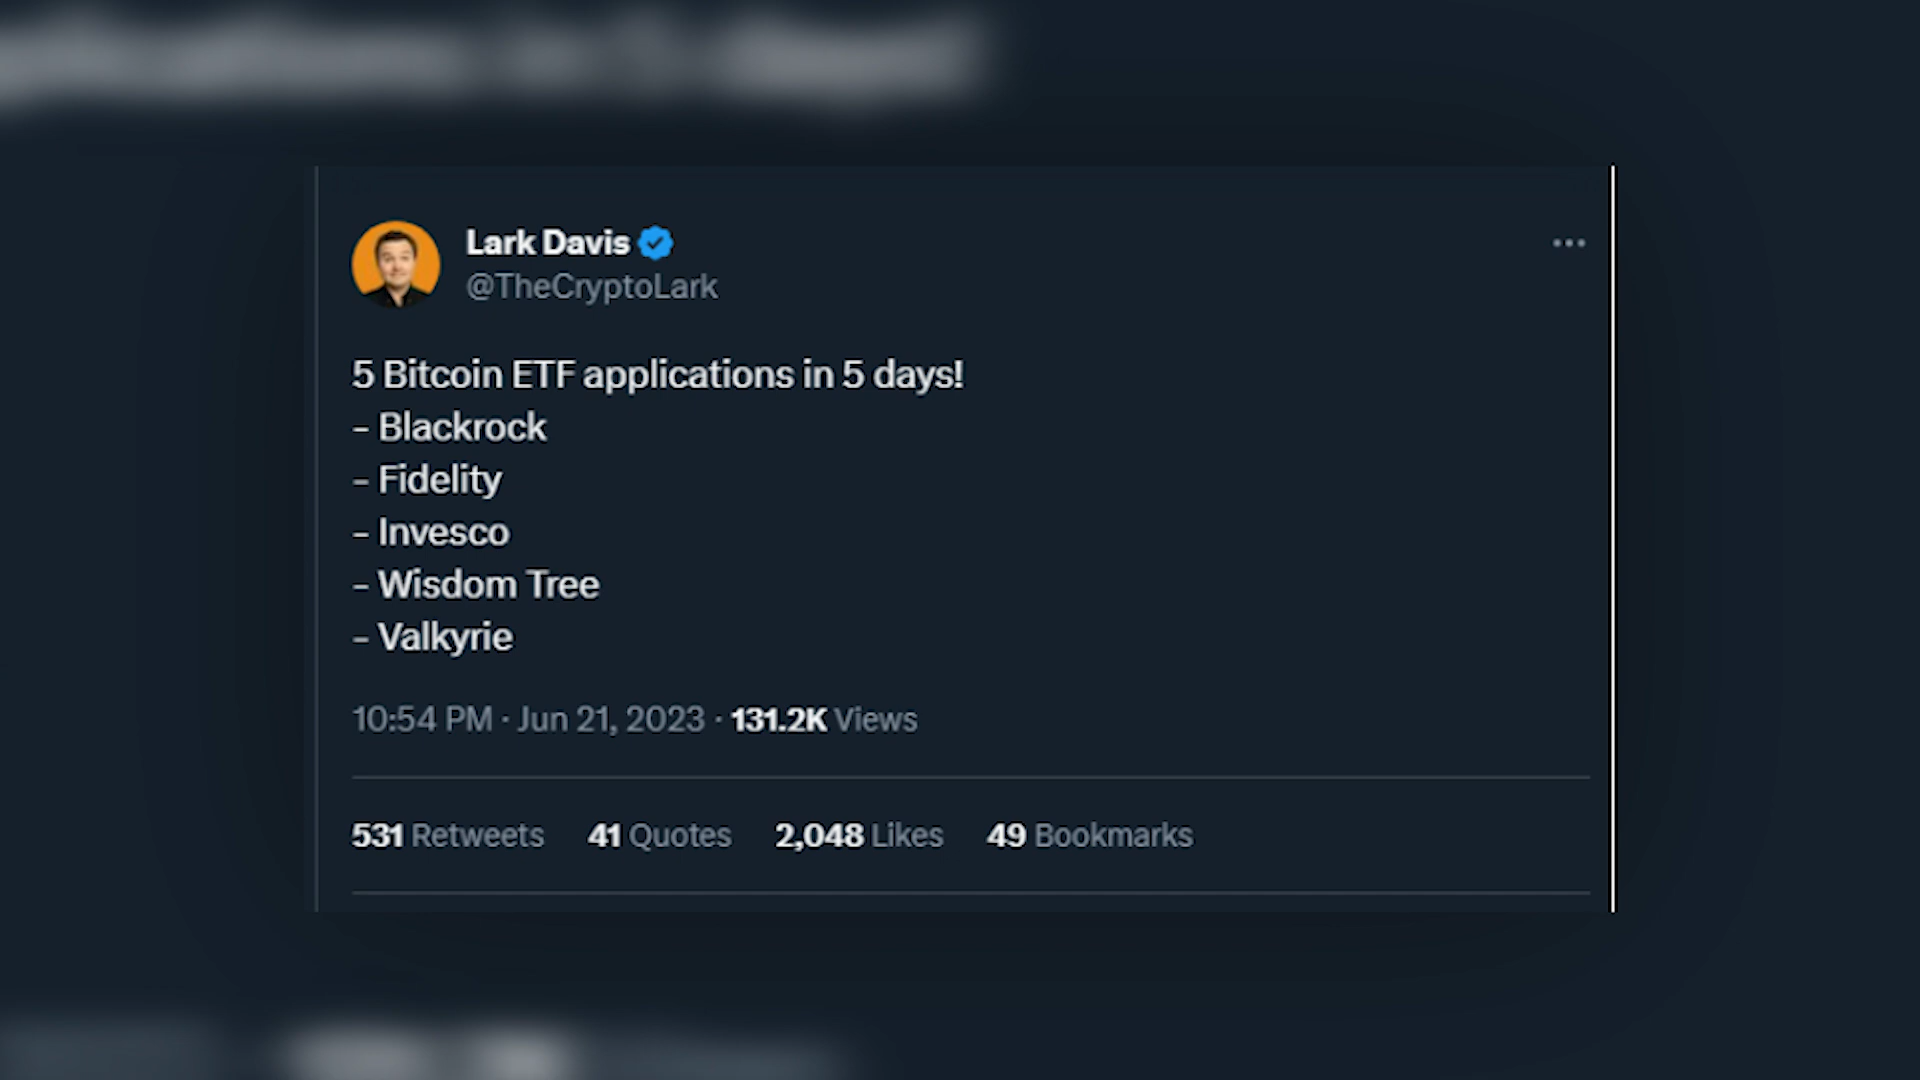 Lark Davis
@TheCryptoLark
5 Bitcoin ETF applications in 5 days!
- Blackrock
- Fidelity
- Invesco
- Wisdom Tree
- Valkyrie
10:54 PM · Jun 21, 2023 · 131.2K Views
531 Retweets 41 Quotes 2,048 Likes 49 Bookmarks